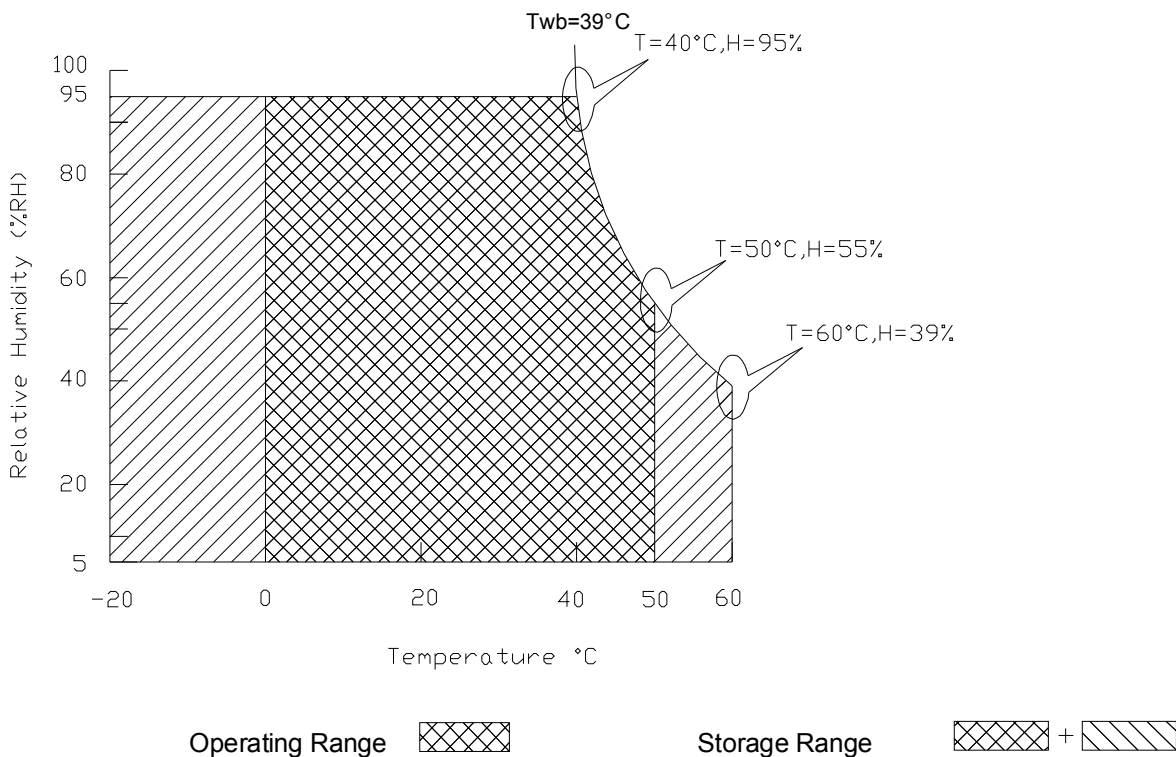 Twb=39°C
T=40°C,H=95%
100
95
80
T=50°C,H=55%
60
T=60°C,H=39%
40
20
5
Relative Humidity (%RH)
-20 0 20 40 50 60
Temperature °C
Operating Range Storage Range +